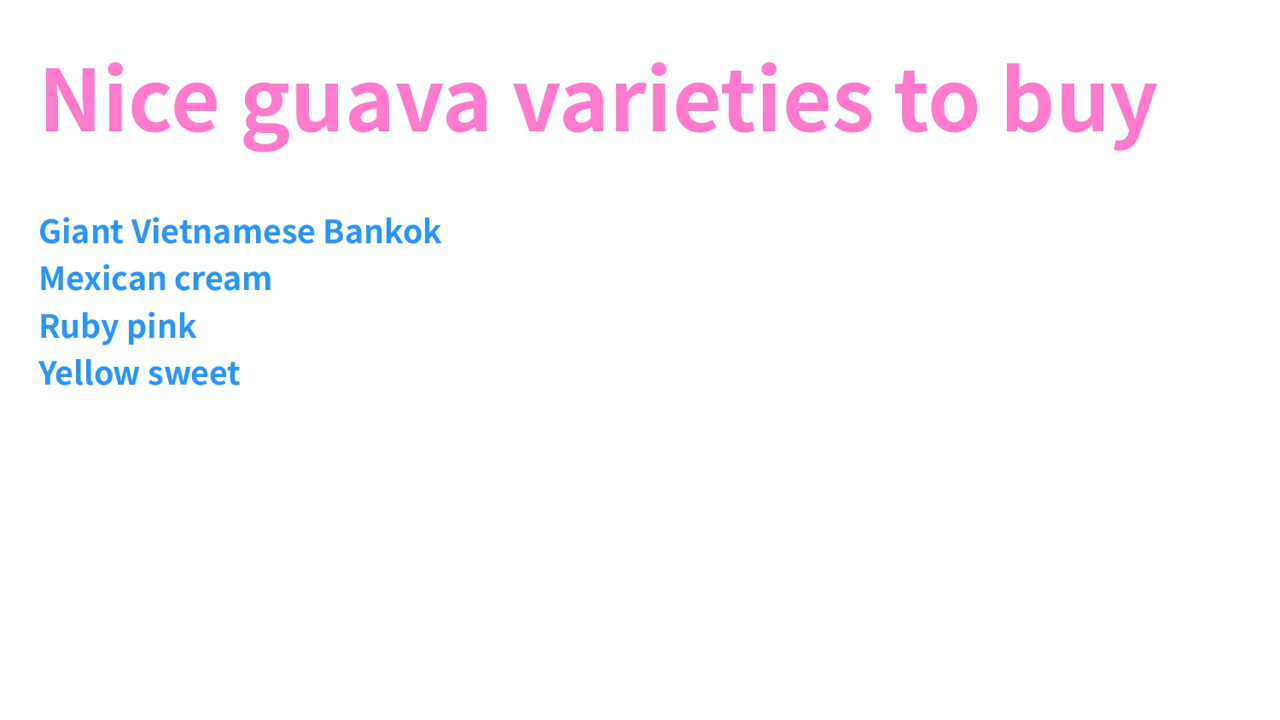 Nice guava varieties to buy
Giant Vietnamese Bankok
Mexican cream
Ruby pink
Yellow sweet